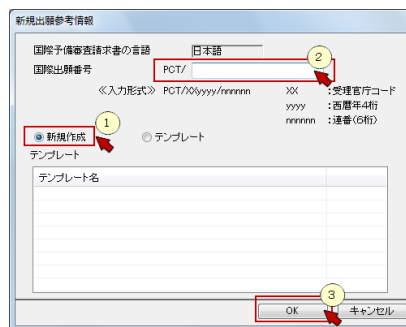 新規出願参考情報
国際予備審査請求書の言語 日本語
国際出願番号 PCT/
2
≪入力形式≫ PCT/XXyyyy/nnnnnn XX :受理官庁コード
yyyy :西暦年4桁
nnnnnn :連番(6桁)
1
新規作成 テンプレート
テンプレート
テンプレート名
3
OK キャンセル